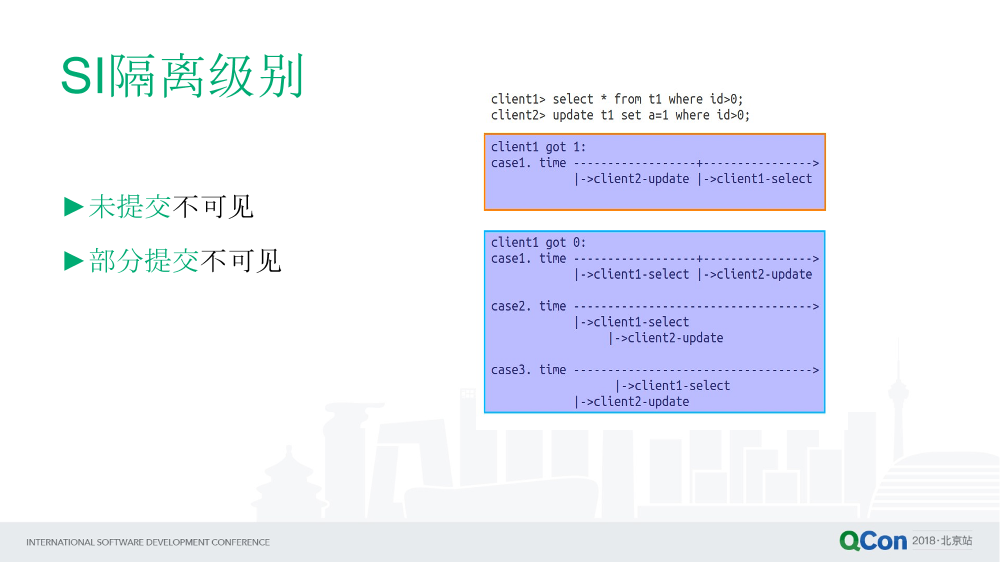 SI隔离级别
►未提交不可见
►部分提交不可见
client1> select * from t1 where id>0;
client2> update t1 set a=1 where id>0;
client1 got 1:
case1. time ------------------+---------------->
|->client2-update |->client1-select
client1 got 0:
case1. time ------------------+---------------->
|->client1-select |->client2-update
case2. time ----------------------------------->
|->client1-select
|->client2-update
case3. time ----------------------------------->
|->client1-select
|->client2-update
INTERNATIONAL SOFTWARE DEVELOPMENT CONFERENCE
QCon 2018·北京站